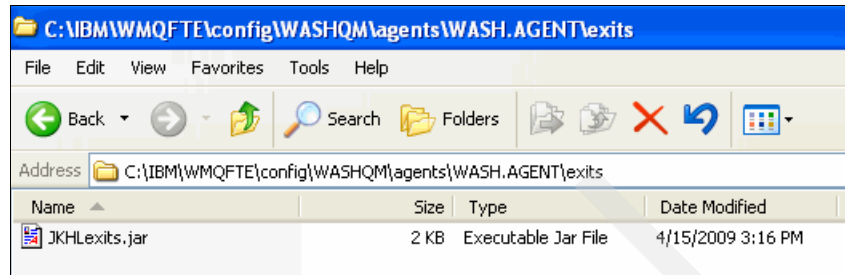 C:\IBM\WMQFTE\config\WASHQM\agents\WASH.AGENT\exits
File Edit View Favorites Tools Help
Back Search Folders
Address C:\IBM\WMQFTE\config\WASHQM\agents\WASH.AGENT\exits
Name Size Type Date Modified
JKHLexits.jar 2 KB Executable Jar File 4/15/2009 3:16 PM